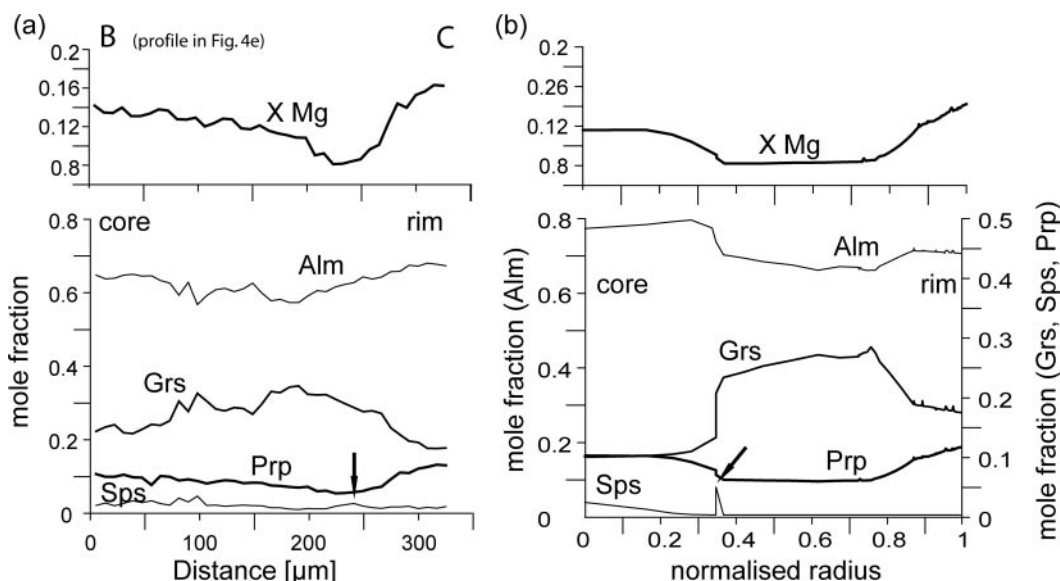 (a)
B (profile in Fig. 4e) C
0.2
0.16
0.12
0.8
X Mg
core rim
0.8
0.6
0.4
0.2
0
Alm
Grs
Prp
Sps
mole fraction
0 100 200 300
Distance [µm]
(b)
0.2
0.26
0.12
0.8
X Mg
core rim
0.8
0.6
0.4
0.2
0
Alm
Grs
Prp
Sps
mole fraction (Alm)
0.5
0.4
0.3
0.2
0.1
0
mole fraction (Grs, Sps, Prp)
0 0.2 0.4 0.6 0.8 1
normalised radius